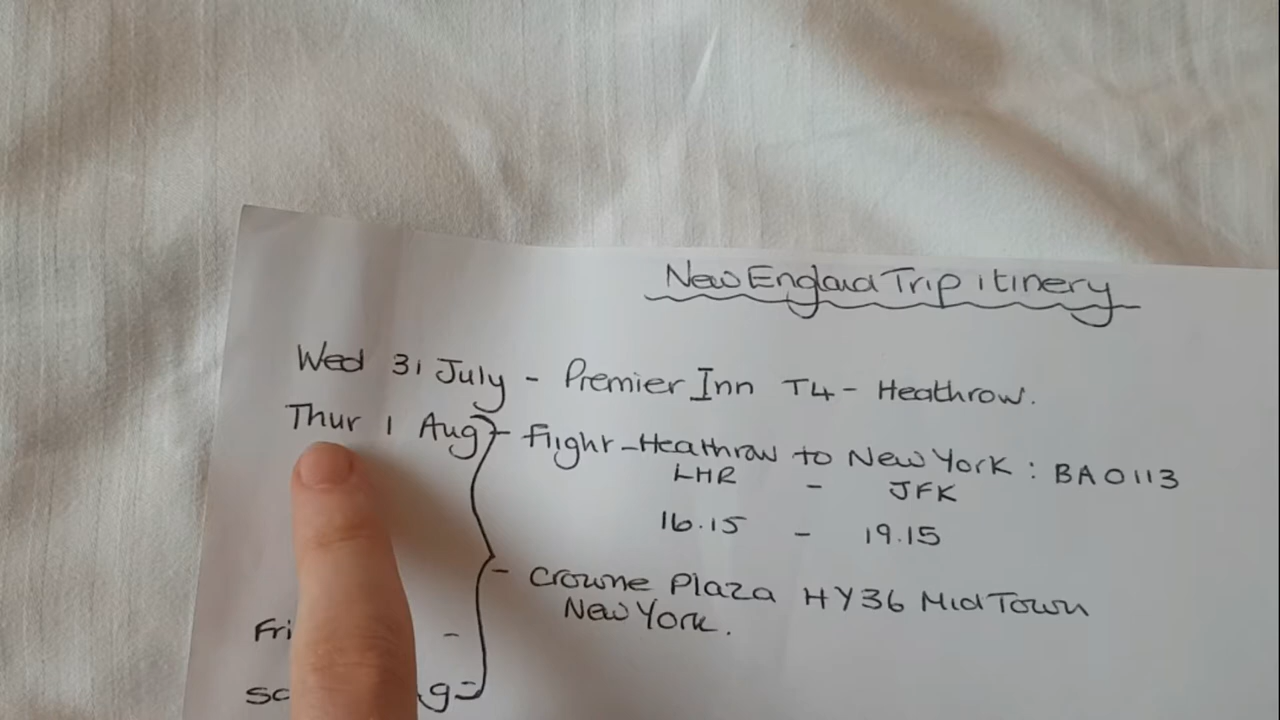 New England Trip itinery
Wed 31 July - Premier Inn T4 - Heathrow.
Thur 1 Aug - Flight - Heathrow to New York : BA0113
LHR - JFK
16.15 - 19.15
- Crowne Plaza HY36 MidTown
New York.
Fri -